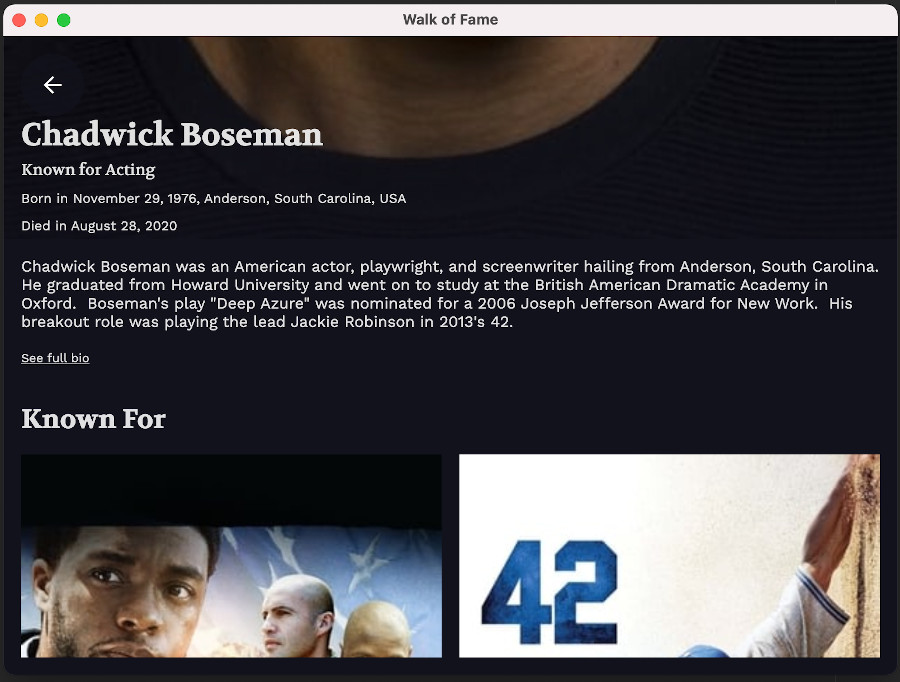 Walk of Fame
Chadwick Boseman
Known for Acting
Born in November 29, 1976, Anderson, South Carolina, USA
Died in August 28, 2020
Chadwick Boseman was an American actor, playwright, and screenwriter hailing from Anderson, South Carolina.
He graduated from Howard University and went on to study at the British American Dramatic Academy in
Oxford.  Boseman's play "Deep Azure" was nominated for a 2006 Joseph Jefferson Award for New Work.  His
breakout role was playing the lead Jackie Robinson in 2013's 42.
See full bio
Known For
42